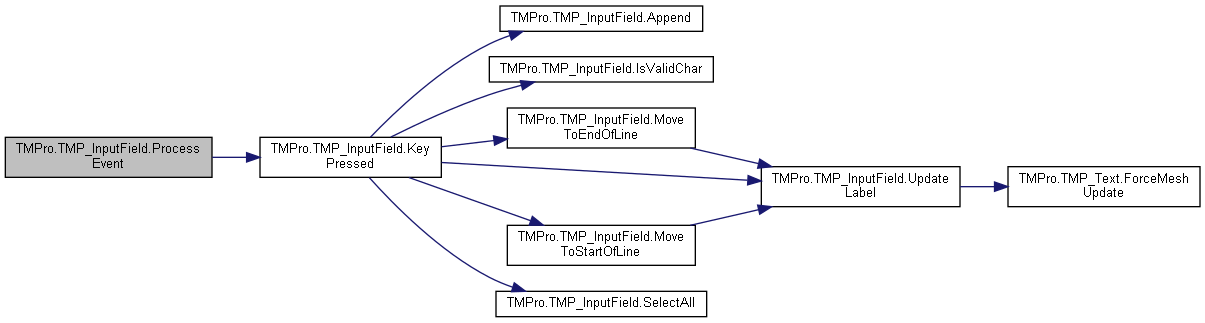 TMPro.TMP_InputField.Process
Event
TMPro.TMP_InputField.Key
Pressed
TMPro.TMP_InputField.Append
TMPro.TMP_InputField.IsValidChar
TMPro.TMP_InputField.Move
ToEndOfLine
TMPro.TMP_InputField.Move
ToStartOfLine
TMPro.TMP_InputField.SelectAll
TMPro.TMP_InputField.Update
Label
TMPro.TMP_Text.ForceMesh
Update